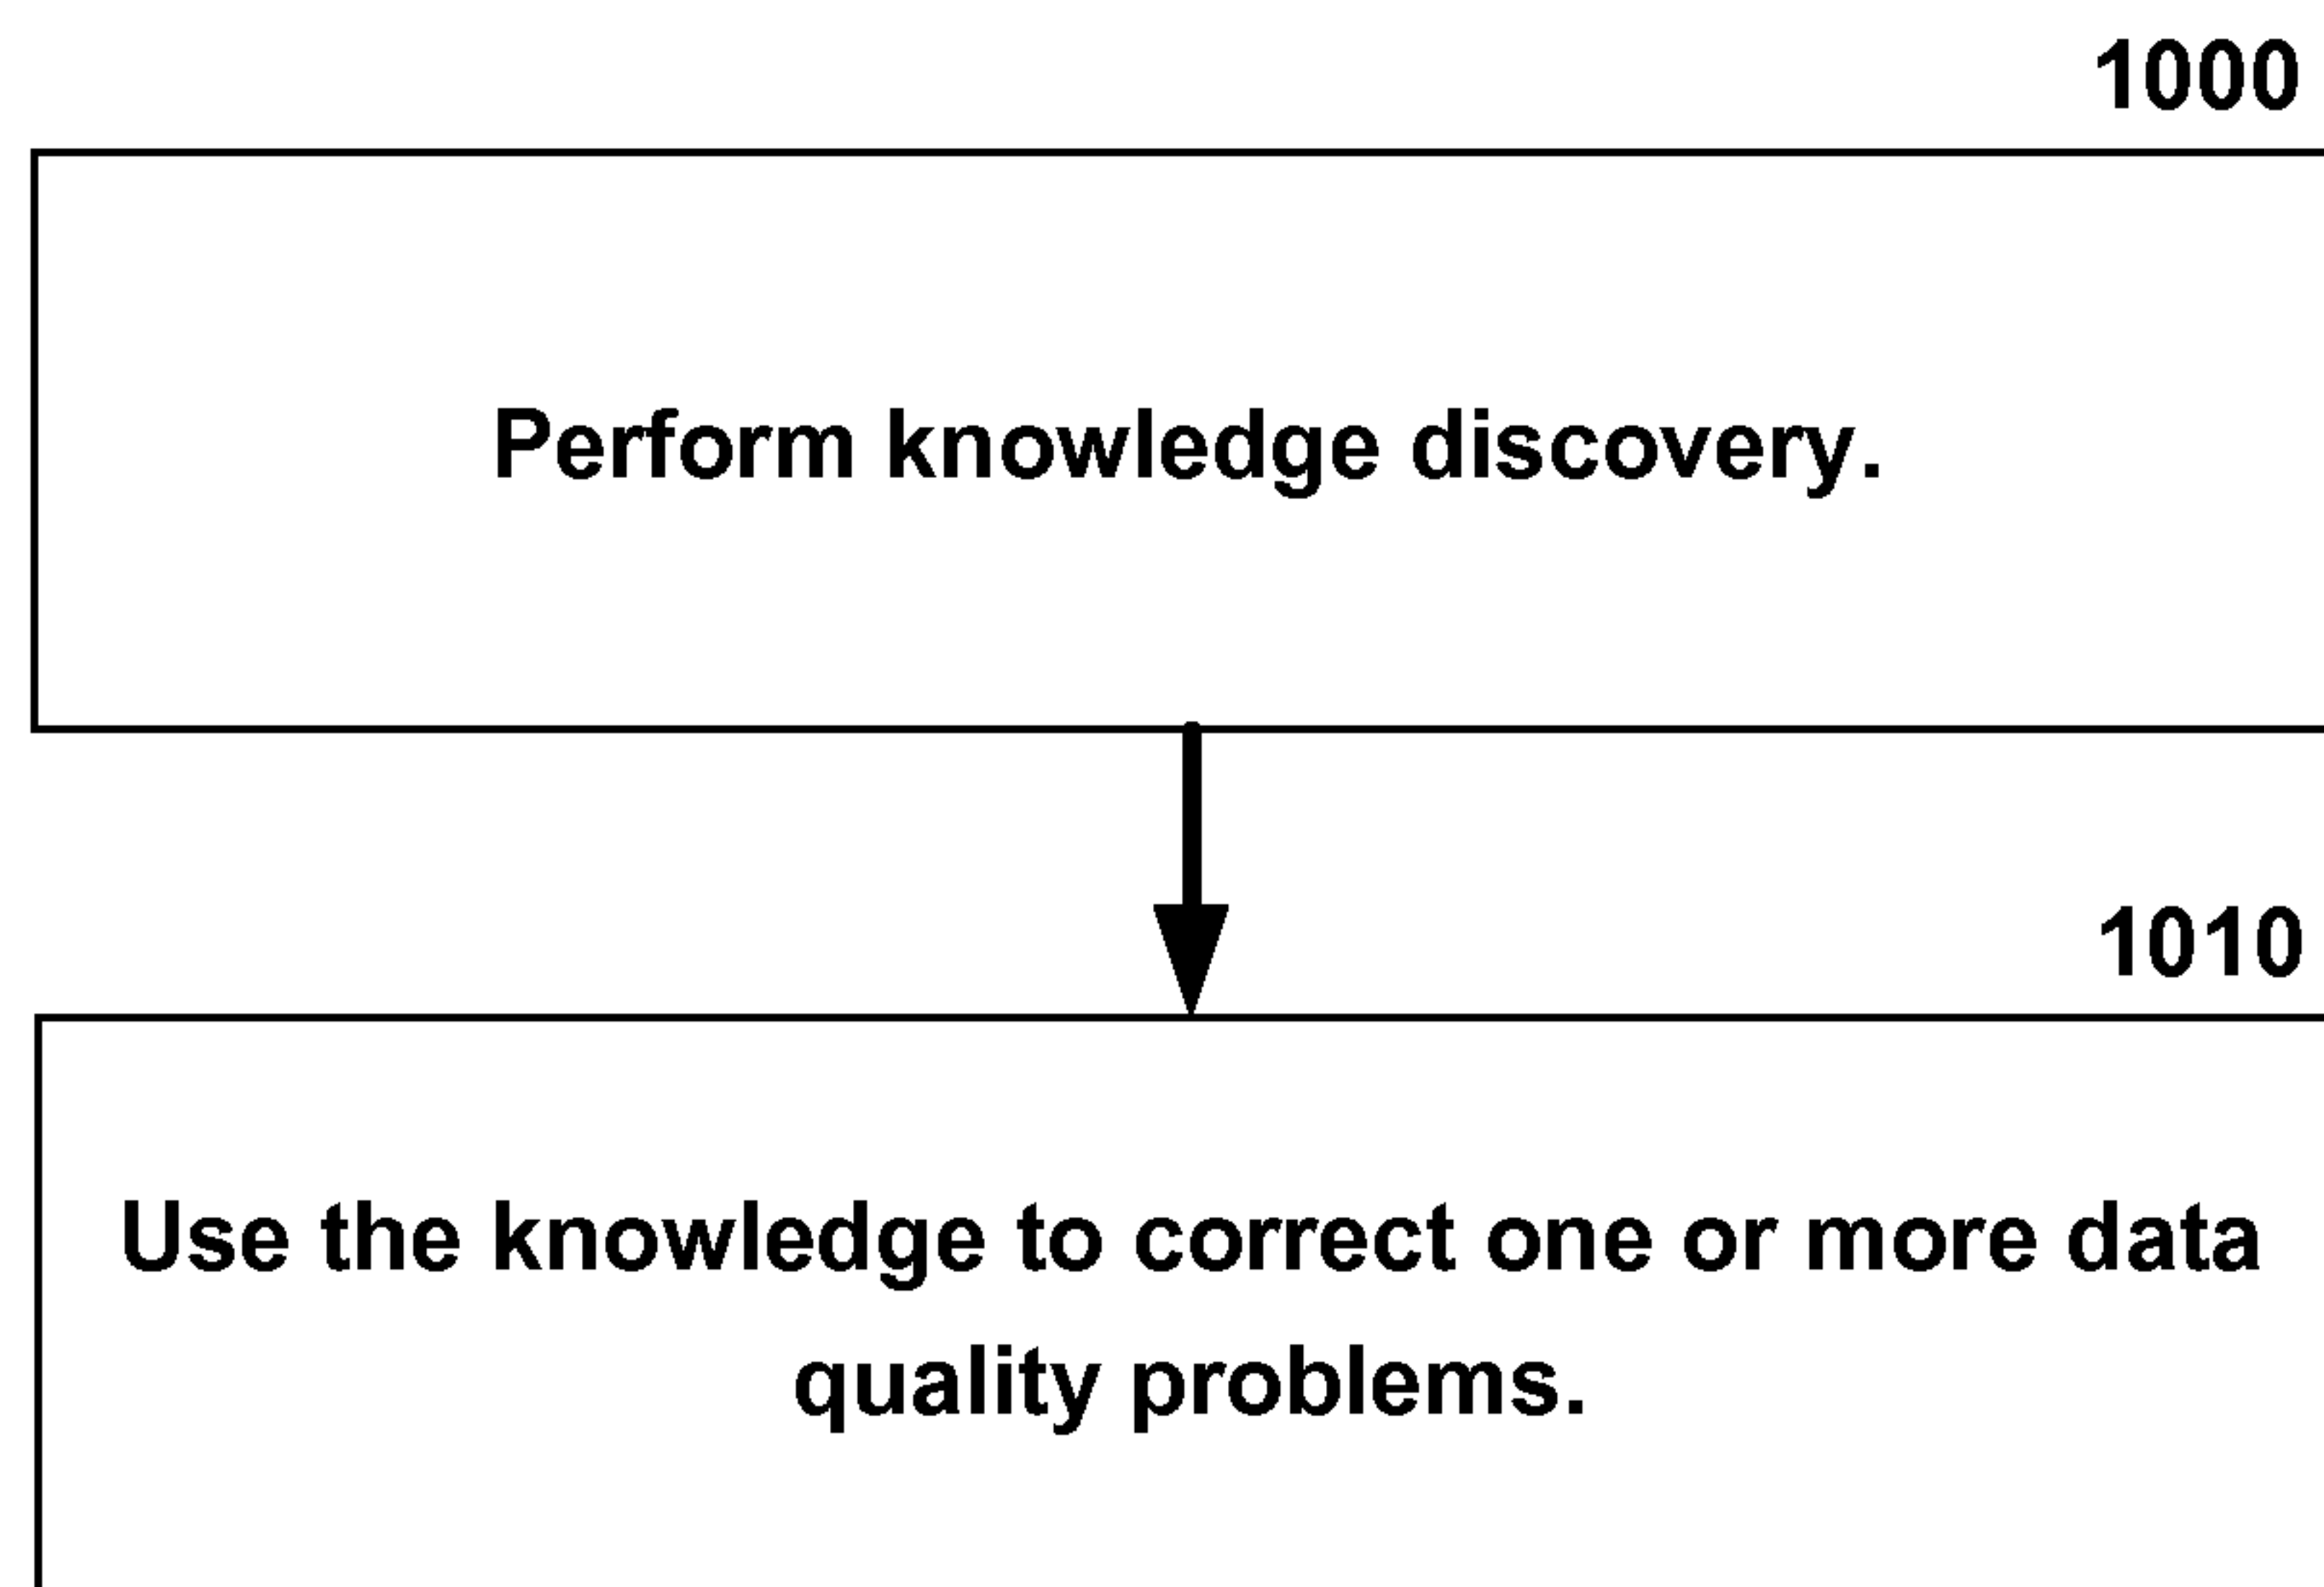 1000
Perform knowledge discovery.
1010
Use the knowledge to correct one or more data
quality problems.